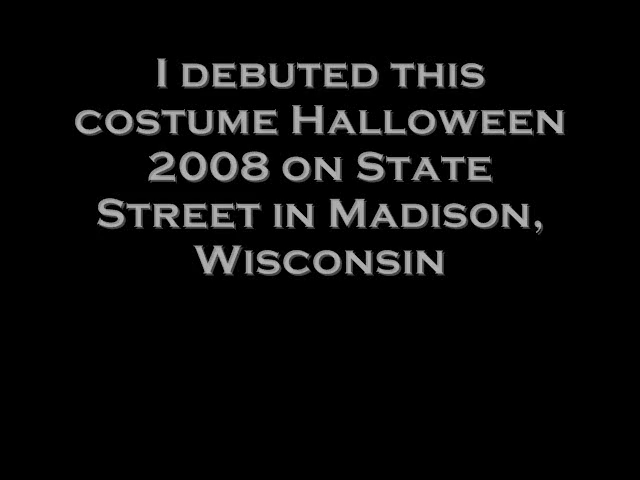 I debuted this
costume Halloween
2008 on State
Street in Madison,
Wisconsin